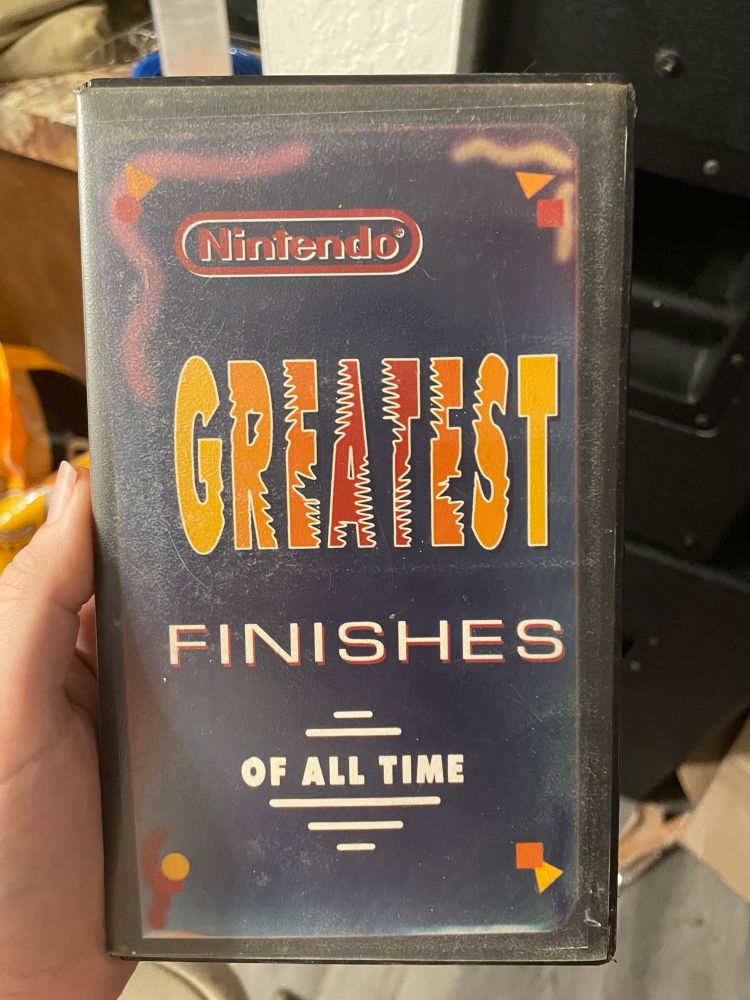 Nintendo®
GREATEST
FINISHES
OF ALL TIME